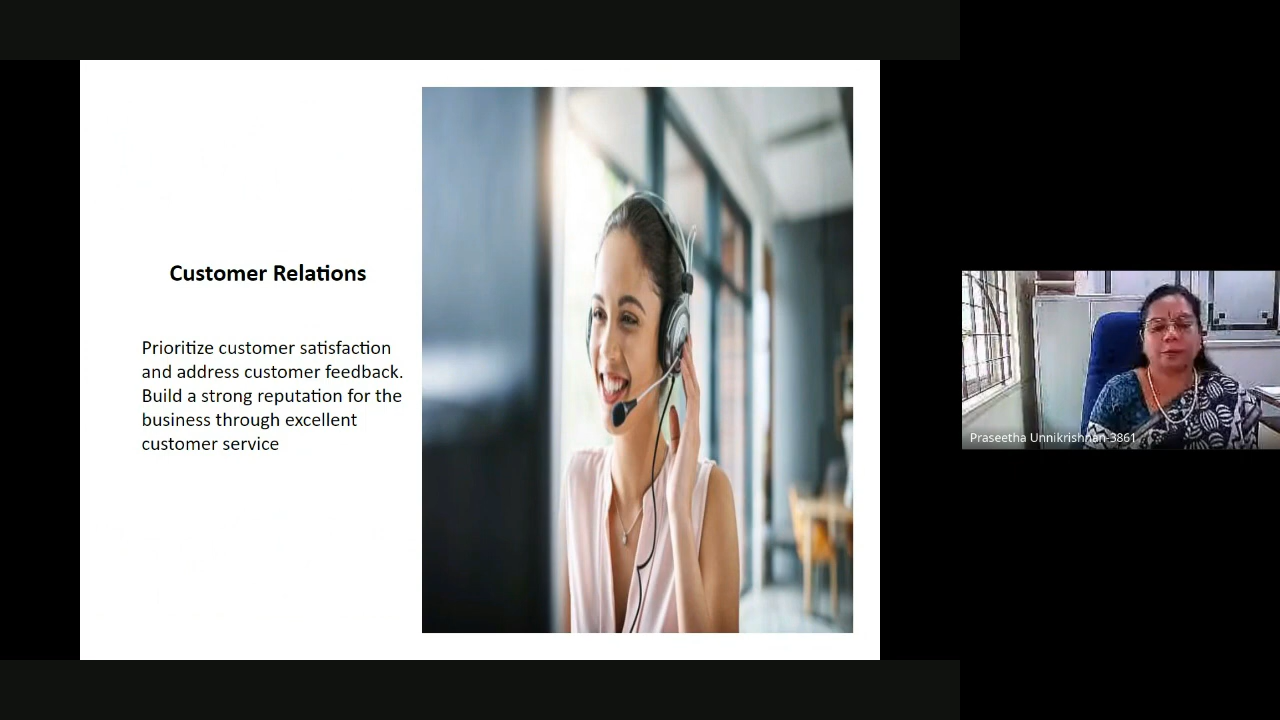 Customer Relations
Prioritize customer satisfaction
and address customer feedback.
Build a strong reputation for the
business through excellent
customer service
Praseetha Unnikrishnan-3861